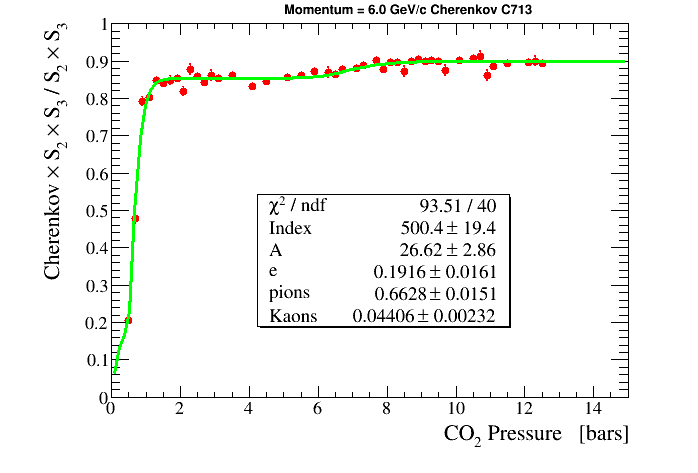 Momentum = 6.0 GeV/c Cherenkov C713
Cherenkov × S₂ × S₃ / S₂ × S₃
1
0.9
0.8
0.7
0.6
0.5
0.4
0.3
0.2
0.1
0
χ² / ndf 93.51 / 40
Index 500.4 ± 19.4
A 26.62 ± 2.86
e 0.1916 ± 0.0161
pions 0.6628 ± 0.0151
Kaons 0.04406 ± 0.00232
0 2 4 6 8 10 12 14
CO₂ Pressure [bars]